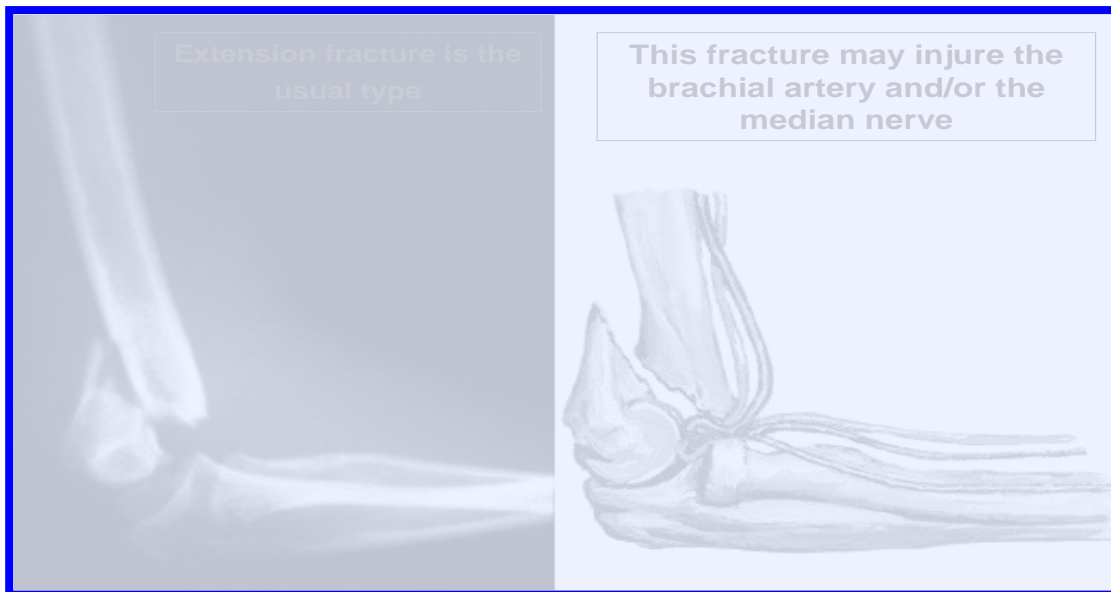 Extension fracture is the
usual type
This fracture may injure the
brachial artery and/or the
median nerve